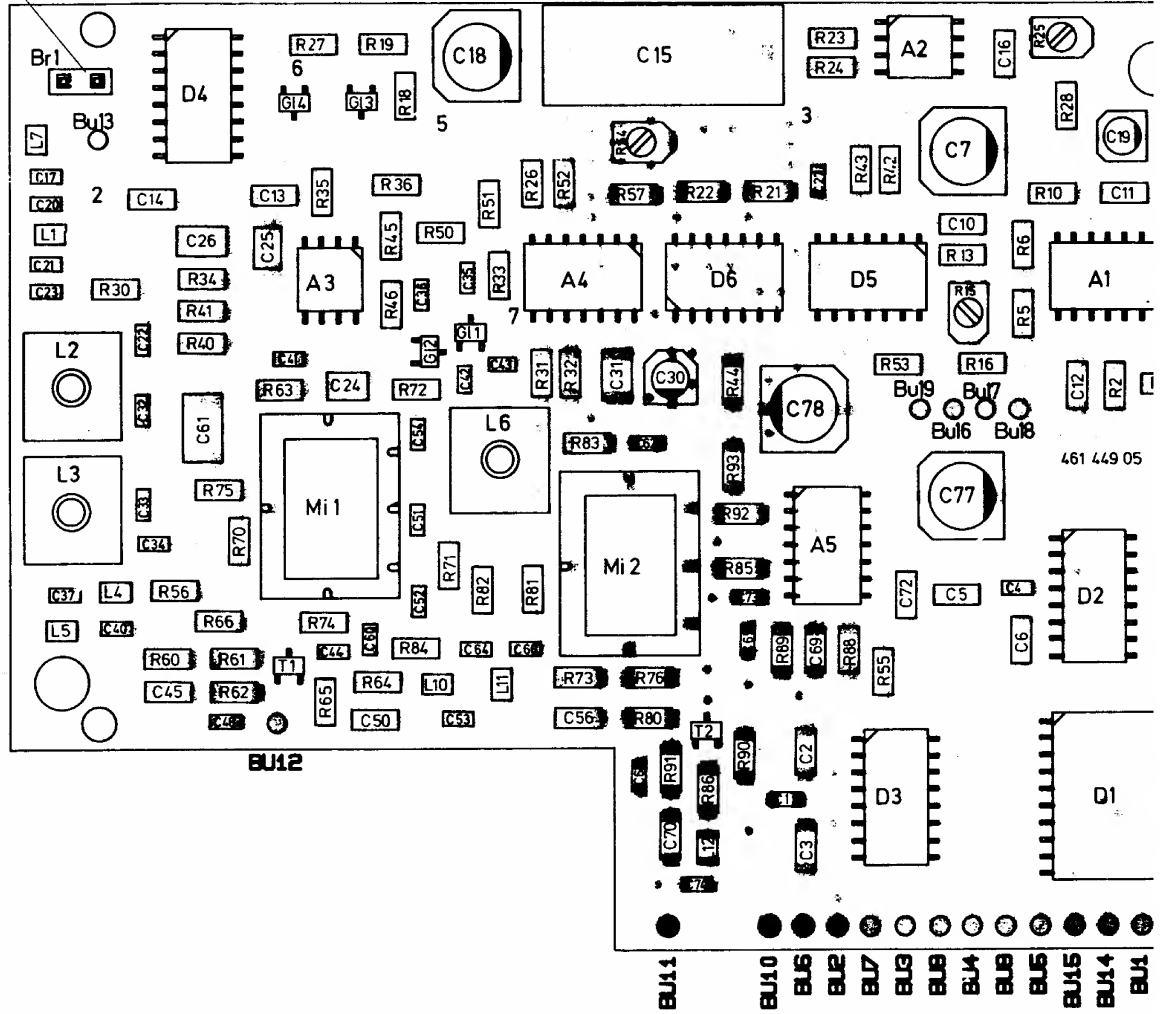 R27 R19 C18 C15 R23 A2 C16 R25
Br1 6 R24
D4 Gl4 Gl3 R18 5 3 R28
Bu13 R54 C7 C19
L7 R43 R42
C17 R35 R36 R26 R52 R57 R22 R21
C20 2 C14 C13 R51 R10 C11
L1 C26 C25 R45 R50 C10 R6
C21 R34 A3 C35 R33 A4 D6 D5 R13 A1
C23 R30 R46 C36 R15
R41 7 Gl1 R5
L2 C22 R40 Gl2
C43 R31 R32 C31 C30 R44 R53 R16
R63 C24 R72 C42 C12 R2
C32 C61 L6 C78 Bu19 Bu17
C54 R83 Bu16 Bu18
L3 R93 461 449 05
R75 C77
C33 Mi1 C51 R92
R70 A5
C34 R71 Mi2 R85
C37 L4 R56 C52 R82 R81 C73 C72 C5 C4 D2
L5 C40 R66 R74 C60 C6
C44 R84 C64 R89 C69 R88
R60 R61 T1 R55
R64 L10 L11 R73 R76
C45 R62 R65
C50 C53 C56 R80 T2
BU12 R90 C2
R91 R86 D3 D1
C1
C70 L12 C3
C74
BU11 BU10 BU6 BU2 BU7 BU3 BU9 BU4 BU8 BU5 BU15 BU14 BU1